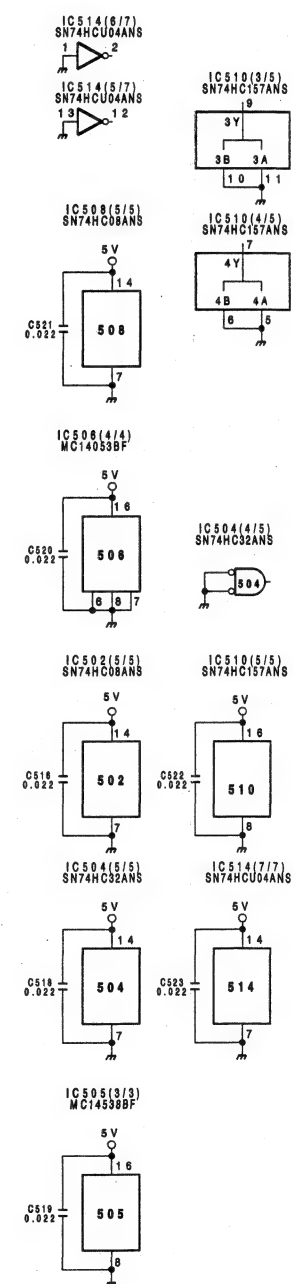 IC514(6/7)
SN74HCU04ANS
1 2
IC514(5/7)
SN74HCU04ANS
13 12
IC510(3/5)
SN74HC157ANS
9
3Y
3B 3A
10 11
IC508(5/5)
SN74HC08ANS
5V
14
C521
0.022
508
7
IC510(4/5)
SN74HC157ANS
7
4Y
4B 4A
6 5
IC506(4/4)
MC14053BF
5V
16
C520
0.022
506
6 8 7
IC504(4/5)
SN74HC32ANS
504
IC502(5/5)
SN74HC08ANS
5V
14
C516
0.022
502
7
IC510(5/5)
SN74HC157ANS
5V
16
C522
0.022
510
8
IC504(5/5)
SN74HC32ANS
5V
14
C518
0.022
504
7
IC514(7/7)
SN74HCU04ANS
5V
14
C523
0.022
514
7
IC505(3/3)
MC14538BF
5V
16
C519
0.022
505
8